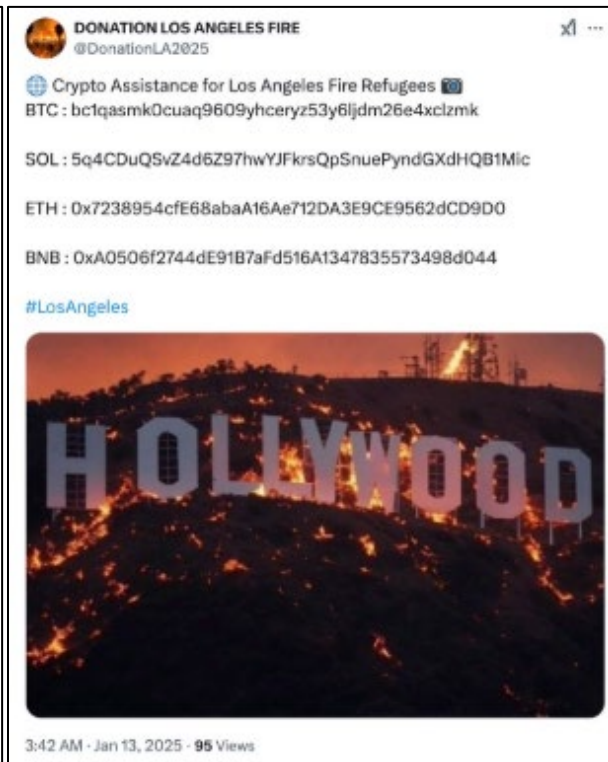 DONATION LOS ANGELES FIRE
@DonationLA2025
Crypto Assistance for Los Angeles Fire Refugees
BTC : bc1qasmk0cuaq9609yhceryz53y6ljdm26e4xclzmk
SOL : 5q4CDuQSvZ4d6Z97hwYJFkrsQpSnuePyndGXdHQB1Mic
ETH : 0x7238954cfE68abaA16Ae712DA3E9CE9562dCD9D0
BNB : 0xA0506f2744dE91B7aFd516A1347835573498d044
#LosAngeles
HOLLYWOOD
3:42 AM · Jan 13, 2025 · 95 Views